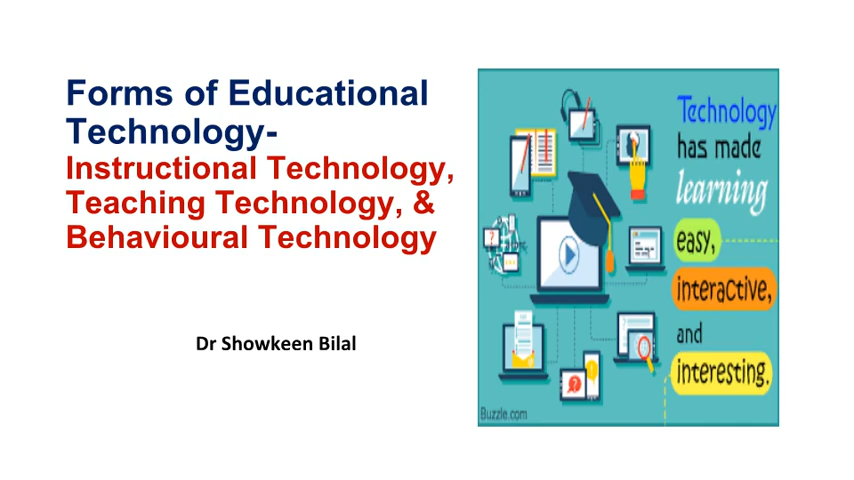 Forms of Educational
Technology-
Instructional Technology,
Teaching Technology, &
Behavioural Technology
Dr Showkeen Bilal
Technology
has made
learning
easy,
interactive,
and
interesting.
Buzzle.com